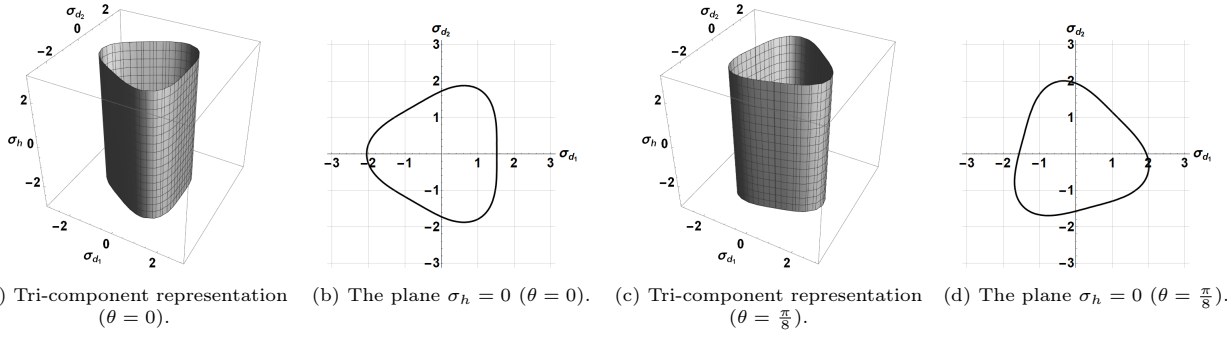 σd₂ 2
0
−2
2
σh 0
−2
−2
0
σd₁
2
σd₂
3
2
1
−3 −2 −1 1 2 3 σd₁
−1
−2
−3
σd₂ 2
0
−2
2
σh 0
−2
−2
0
σd₁
2
σd₂
3
2
1
−3 −2 −1 1 2 3 σd₁
−1
−2
−3
) Tri-component representation
(θ = 0).
(b) The plane σh = 0 (θ = 0).
(c) Tri-component representation
(θ = π/8).
(d) The plane σh = 0 (θ = π/8).